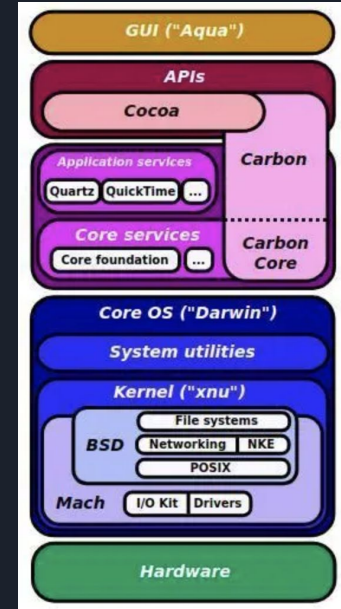 GUI ("Aqua")
APIs
Cocoa
Carbon
Application services
Quartz QuickTime ...
Core services
Core foundation ...
Carbon
Core
Core OS ("Darwin")
System utilities
Kernel ("xnu")
File systems
BSD Networking NKE
POSIX
Mach I/O Kit Drivers
Hardware